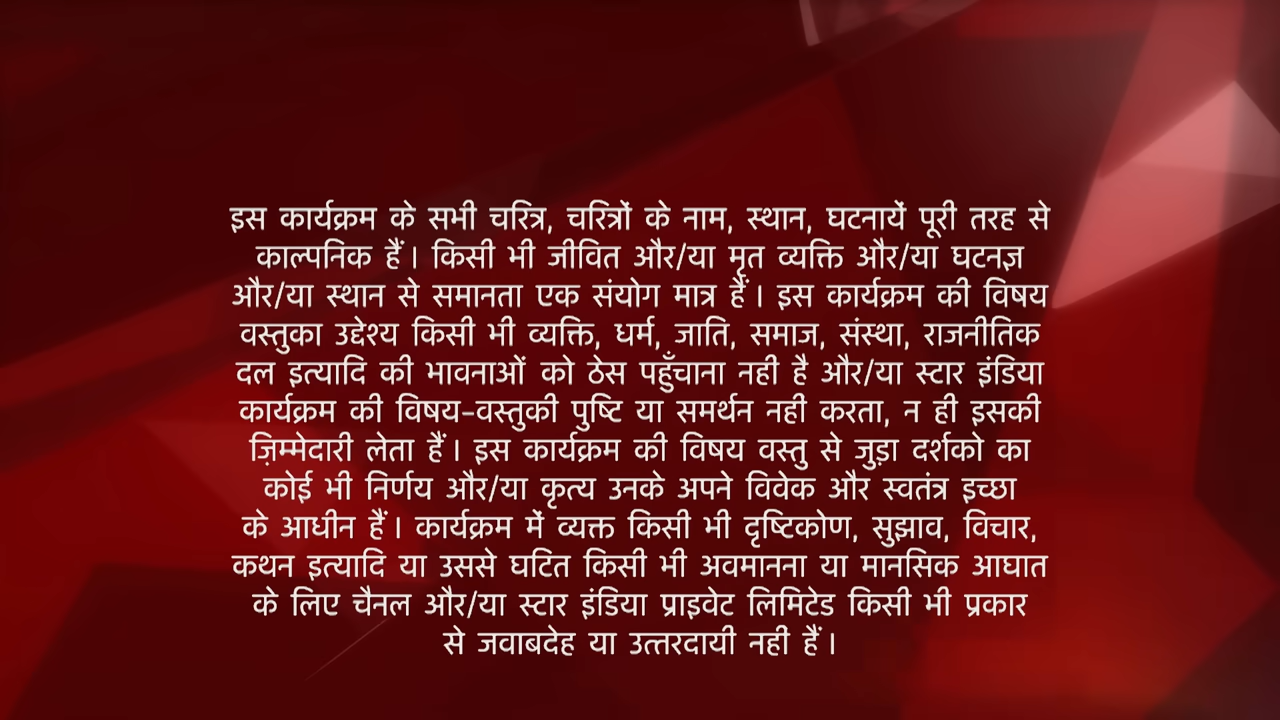 इस कार्यक्रम के सभी चरित्र, चरित्रों के नाम, स्थान, घटनायें पूरी तरह से
काल्पनिक हैं। किसी भी जीवित और/या मृत व्यक्ति और/या घटनज्ञ
और/या स्थान से समानता एक संयोग मात्र हैं। इस कार्यक्रम की विषय
वस्तुका उद्देश्य किसी भी व्यक्ति, धर्म, जाति, समाज, संस्था, राजनीतिक
दल इत्यादि की भावनाओं को ठेस पहुँचाना नही है और/या स्टार इंडिया
कार्यक्रम की विषय-वस्तुकी पुष्टि या समर्थन नही करता, न ही इसकी
ज़िम्मेदारी लेता हैं। इस कार्यक्रम की विषय वस्तु से जुड़ा दर्शको का
कोई भी निर्णय और/या कृत्य उनके अपने विवेक और स्वतंत्र इच्छा
के आधीन हैं। कार्यक्रम में व्यक्त किसी भी दृष्टिकोण, सुझाव, विचार,
कथन इत्यादि या उससे घटित किसी भी अवमानना या मानसिक आघात
के लिए चैनल और/या स्टार इंडिया प्राइवेट लिमिटेड किसी भी प्रकार
से जवाबदेह या उत्तरदायी नही हैं।